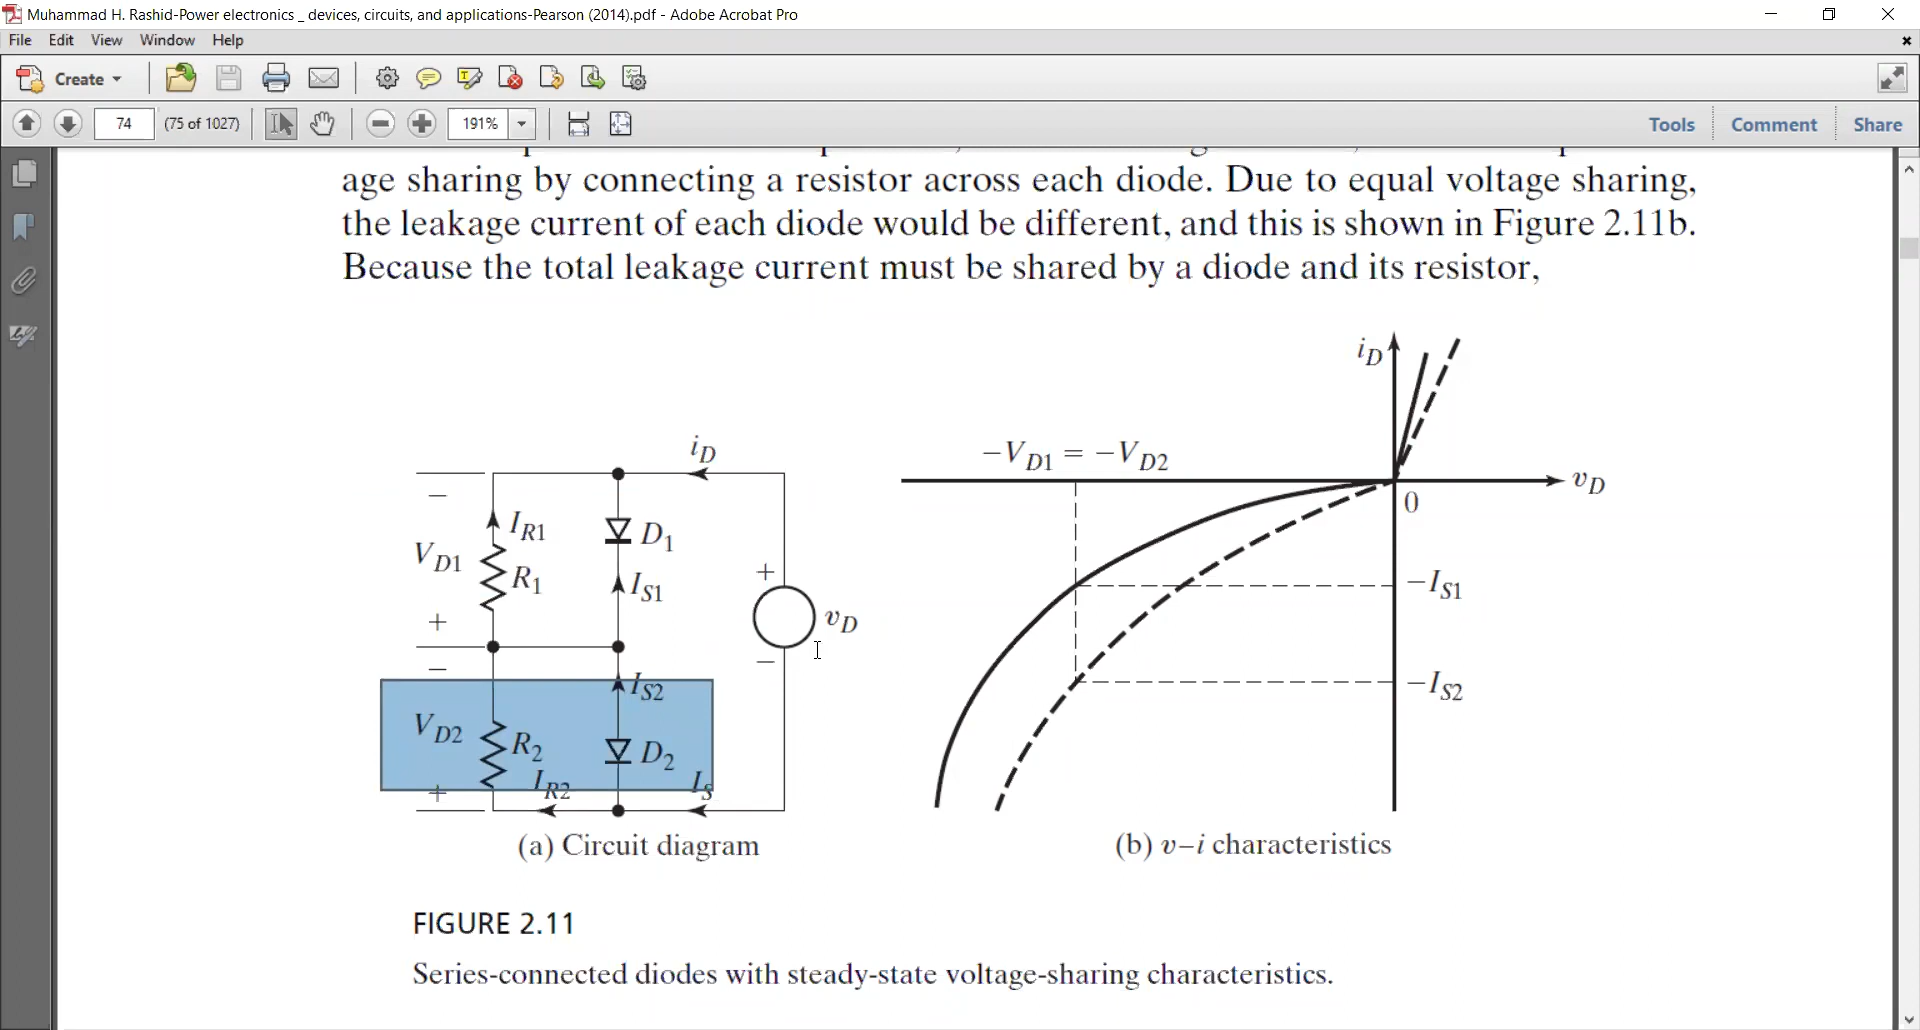 Muhammad H. Rashid-Power electronics _ devices, circuits, and applications-Pearson (2014).pdf - Adobe Acrobat Pro
File Edit View Window Help
Create
74 (75 of 1027) 191% Tools Comment Share
age sharing by connecting a resistor across each diode. Due to equal voltage sharing,
the leakage current of each diode would be different, and this is shown in Figure 2.11b.
Because the total leakage current must be shared by a diode and its resistor,
iD
−
IR1
VD1
R1
D1
IS1
+
+
vD
−
−
IS2
VD2
R2
D2
IR2
IS
+
(a) Circuit diagram
iD
−VD1 = −VD2
vD
0
−IS1
−IS2
(b) v–i characteristics
FIGURE 2.11
Series-connected diodes with steady-state voltage-sharing characteristics.